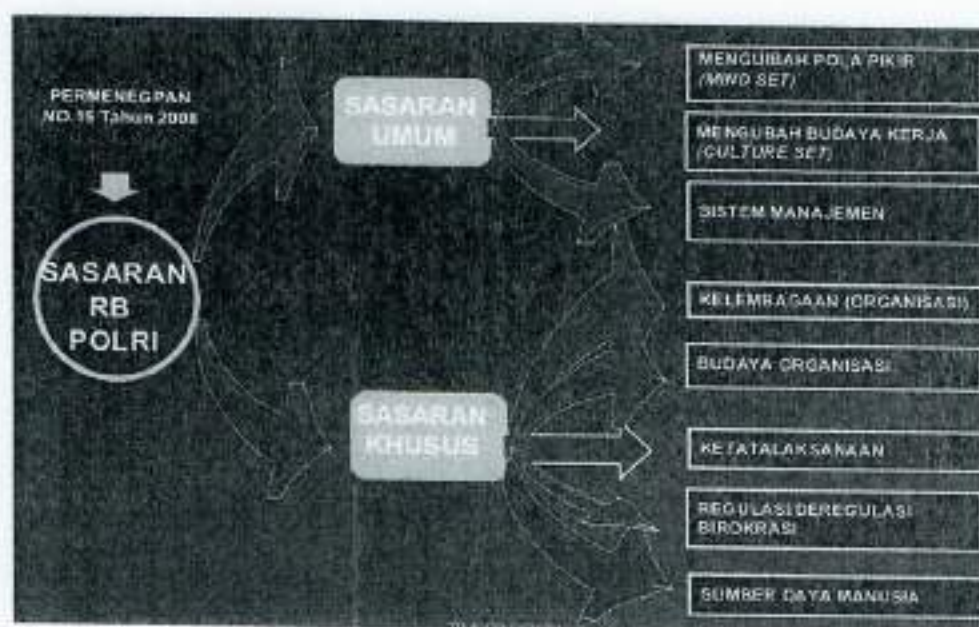 PERMENEGPAN
NO.15 Tahun 2008
SASARAN
RB
POLRI
SASARAN
UMUM
SASARAN
KHUSUS
MENGUBAH POLA PIKIR
(MIND SET)
MENGUBAH BUDAYA KERJA
(CULTURE SET)
SISTEM MANAJEMEN
KELEMBAGAAN (ORGANISASI)
BUDAYA ORGANISASI
KETATALAKSANAAN
REGULASI DEREGULASI
BIROKRASI
SUMBER DAYA MANUSIA